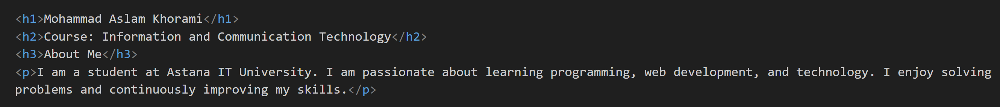 <h1>Mohammad Aslam Khorami</h1>
<h2>Course: Information and Communication Technology</h2>
<h3>About Me</h3>
<p>I am a student at Astana IT University. I am passionate about learning programming, web development, and technology. I enjoy solving
problems and continuously improving my skills.</p>